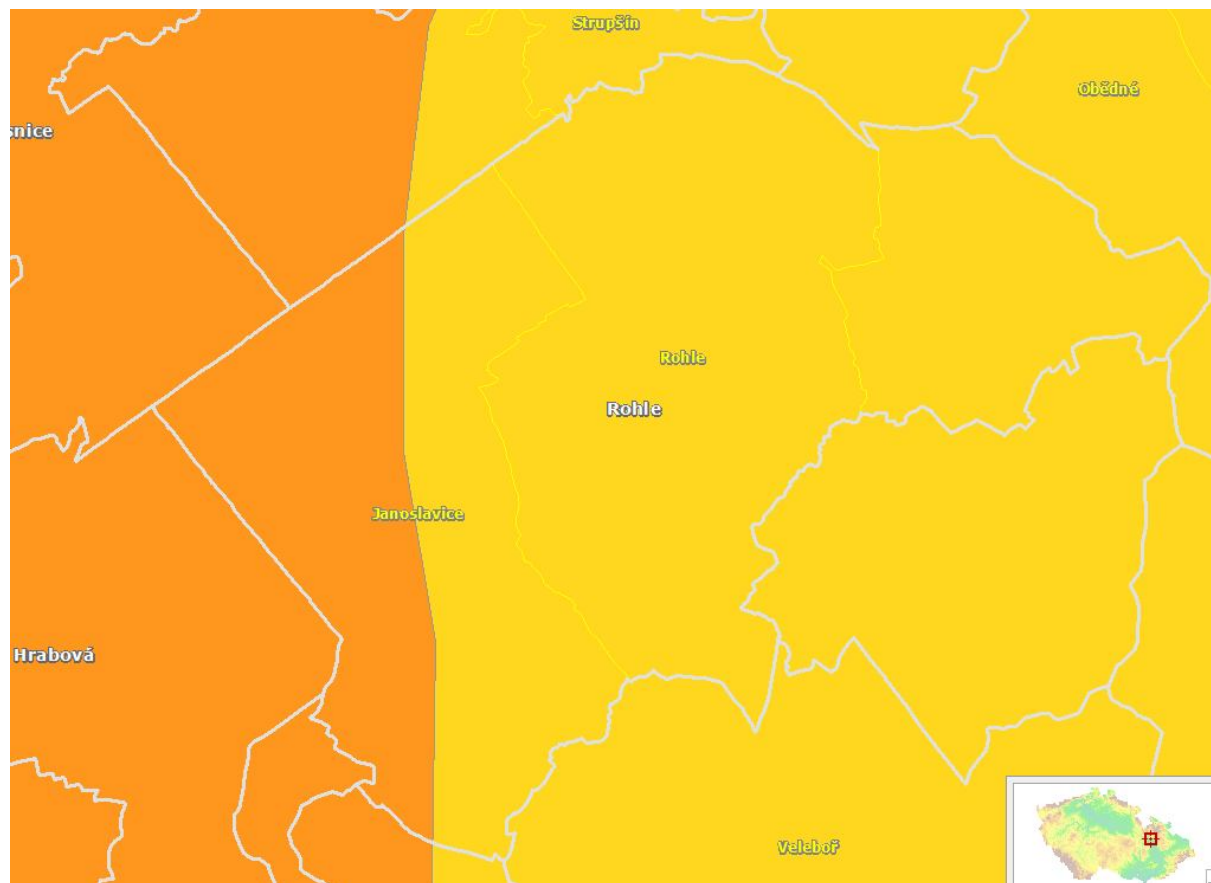 Strupšín
Obědné
snice
Rohle
Rohle
Janoslavice
Hrabová
Veleboř